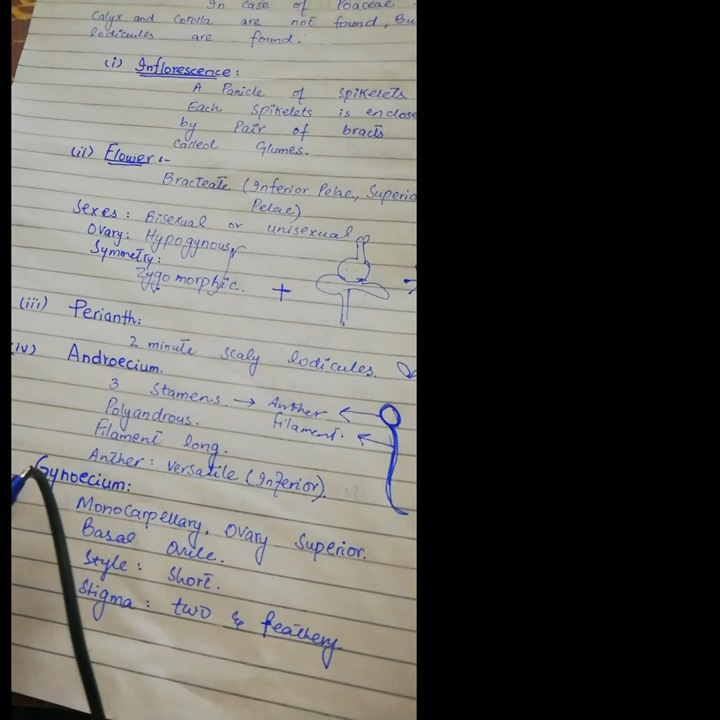 In case of Poaceae
Calyx and Corolla are not found, Bu
lodicules are found.
(i) Inflorescence:
A Panicle of Spikelets
Each Spikelets is enclose
by Pair of bracts
called Glumes.
(ii) Flower:-
Bracteate (Inferior Pelae, Superio
Pelae)
Sexes: Bisexual or unisexual
Ovary: Hypogynous
Symmetry:
Zygomorphic. +
(iii) Perianth:
2 minute scaly lodicules.
(iv) Androecium.
3 Stamens. → Anther
Polyandrous. Filament.
Filament long.
Anther: Versatile (Inferior).
Gynoecium:
Monocarpellary, Ovary Superior.
Basal Ovule.
Style: Short.
Stigma: two & feathery